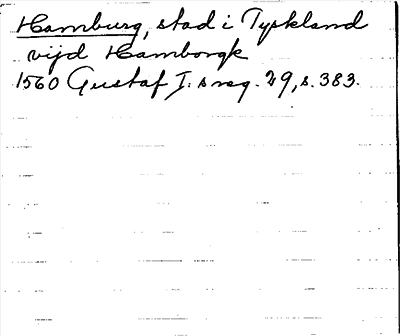 Hamburg, stad i Tyskland
vijd Hamborgk
1560 Gustaf I:s reg. 29, s. 383.